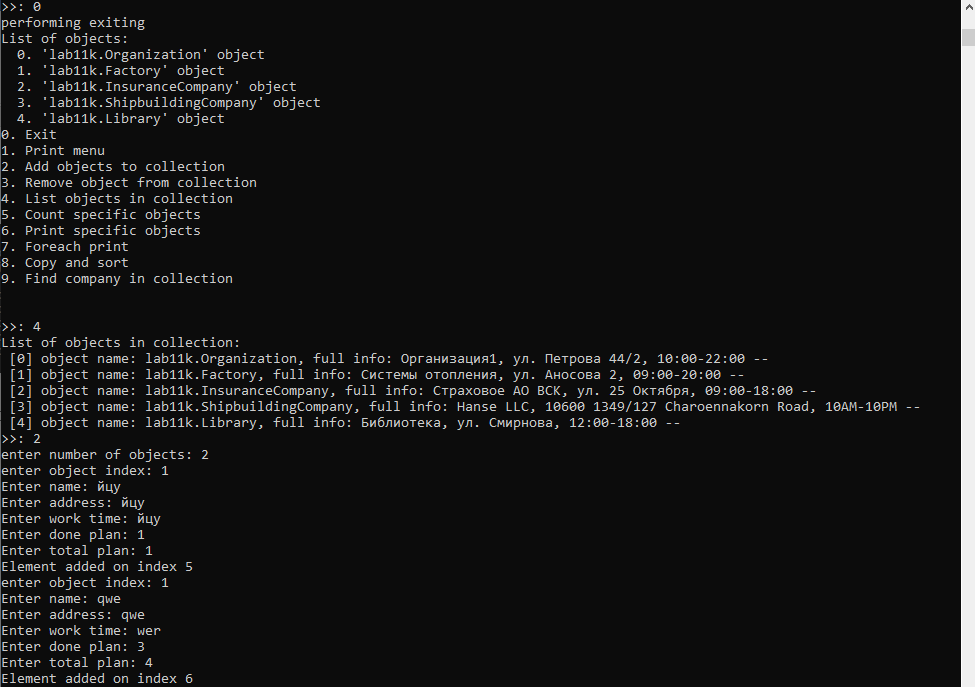 >>: 0
performing exiting
List of objects:
  0. 'lab11k.Organization' object
  1. 'lab11k.Factory' object
  2. 'lab11k.InsuranceCompany' object
  3. 'lab11k.ShipbuildingCompany' object
  4. 'lab11k.Library' object
0. Exit
1. Print menu
2. Add objects to collection
3. Remove object from collection
4. List objects in collection
5. Count specific objects
6. Print specific objects
7. Foreach print
8. Copy and sort
9. Find company in collection
>>: 4
List of objects in collection:
 [0] object name: lab11k.Organization, full info: Организация1, ул. Петрова 44/2, 10:00-22:00 --
 [1] object name: lab11k.Factory, full info: Системы отопления, ул. Аносова 2, 09:00-20:00 --
 [2] object name: lab11k.InsuranceCompany, full info: Страховое АО ВСК, ул. 25 Октября, 09:00-18:00 --
 [3] object name: lab11k.ShipbuildingCompany, full info: Hanse LLC, 10600 1349/127 Charoennakorn Road, 10AM-10PM --
 [4] object name: lab11k.Library, full info: Библиотека, ул. Смирнова, 12:00-18:00 --
>>: 2
enter number of objects: 2
enter object index: 1
Enter name: йцу
Enter address: йцу
Enter work time: йцу
Enter done plan: 1
Enter total plan: 1
Element added on index 5
enter object index: 1
Enter name: qwe
Enter address: qwe
Enter work time: wer
Enter done plan: 3
Enter total plan: 4
Element added on index 6